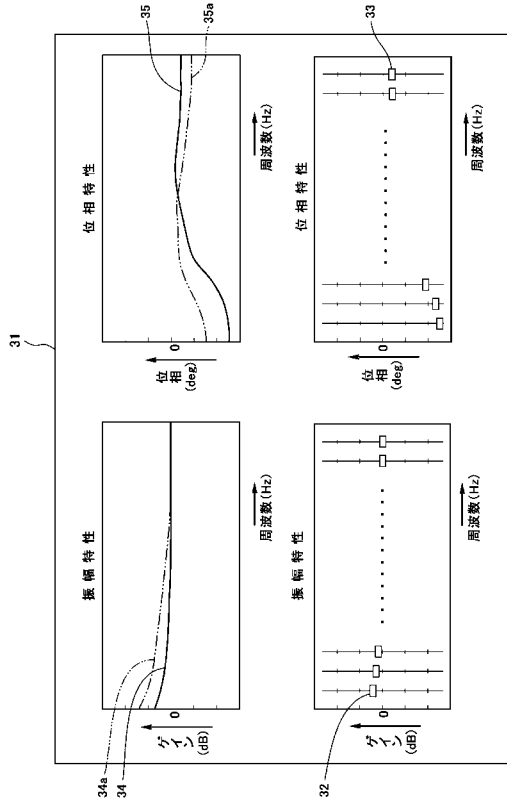 31
振幅特性
34a
34
0
ゲイン
(dB)
周波数(Hz)
位相特性
35
35a
0
位相
(deg)
周波数(Hz)
振幅特性
32
0
ゲイン
(dB)
周波数(Hz)
位相特性
33
0
位相
(deg)
周波数(Hz)